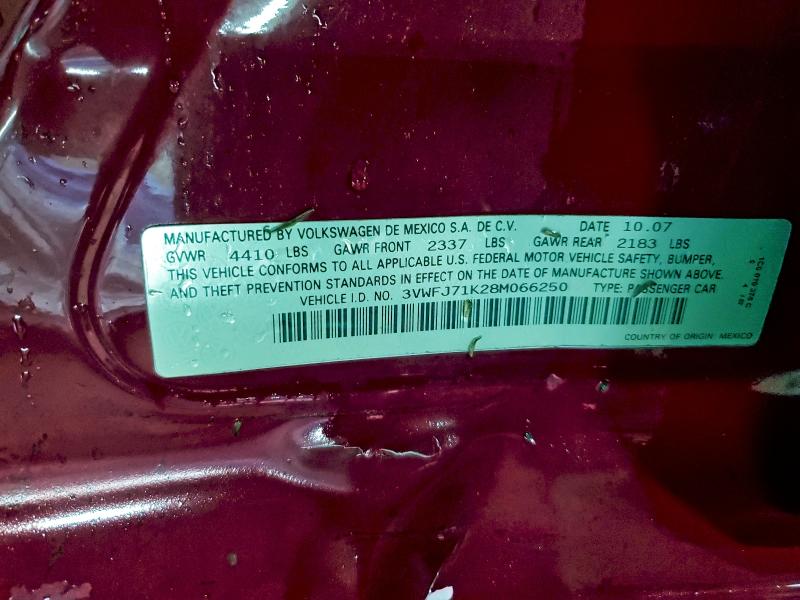 MANUFACTURED BY VOLKSWAGEN DE MEXICO S.A. DE C.V. DATE 10.07
GVWR 4410 LBS GAWR FRONT 2337 LBS GAWR REAR 2183 LBS
THIS VEHICLE CONFORMS TO ALL APPLICABLE U.S. FEDERAL MOTOR VEHICLE SAFETY, BUMPER,
AND THEFT PREVENTION STANDARDS IN EFFECT ON THE DATE OF MANUFACTURE SHOWN ABOVE.
VEHICLE I.D. NO. 3VWFJ71K28M066250 TYPE: PASSENGER CAR
COUNTRY OF ORIGIN: MEXICO